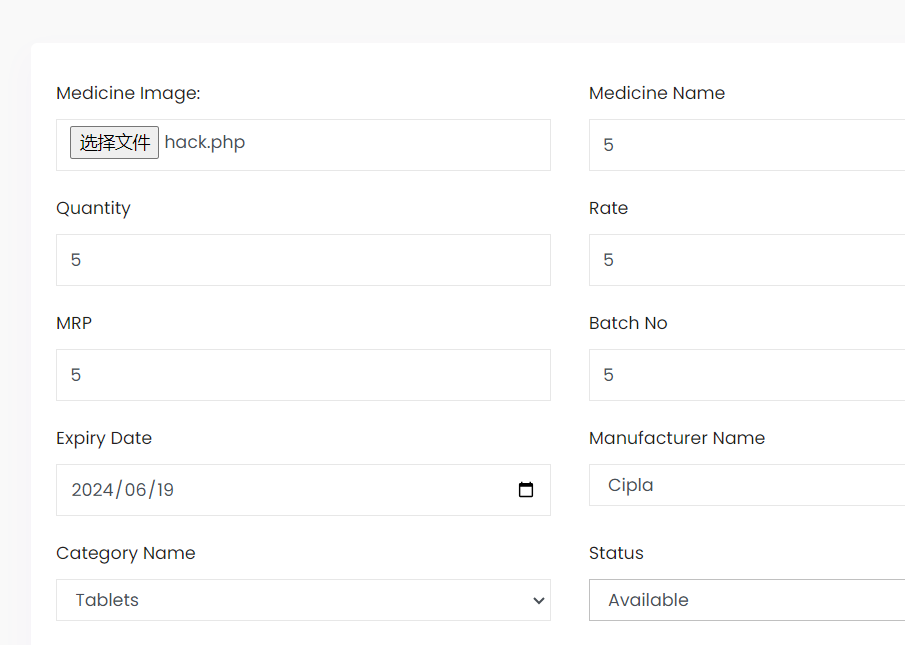 Medicine Image:
Medicine Name
选择文件 hack.php
5
Quantity
Rate
5
5
MRP
Batch No
5
5
Expiry Date
Manufacturer Name
2024/06/19
Cipla
Category Name
Status
Tablets
Available